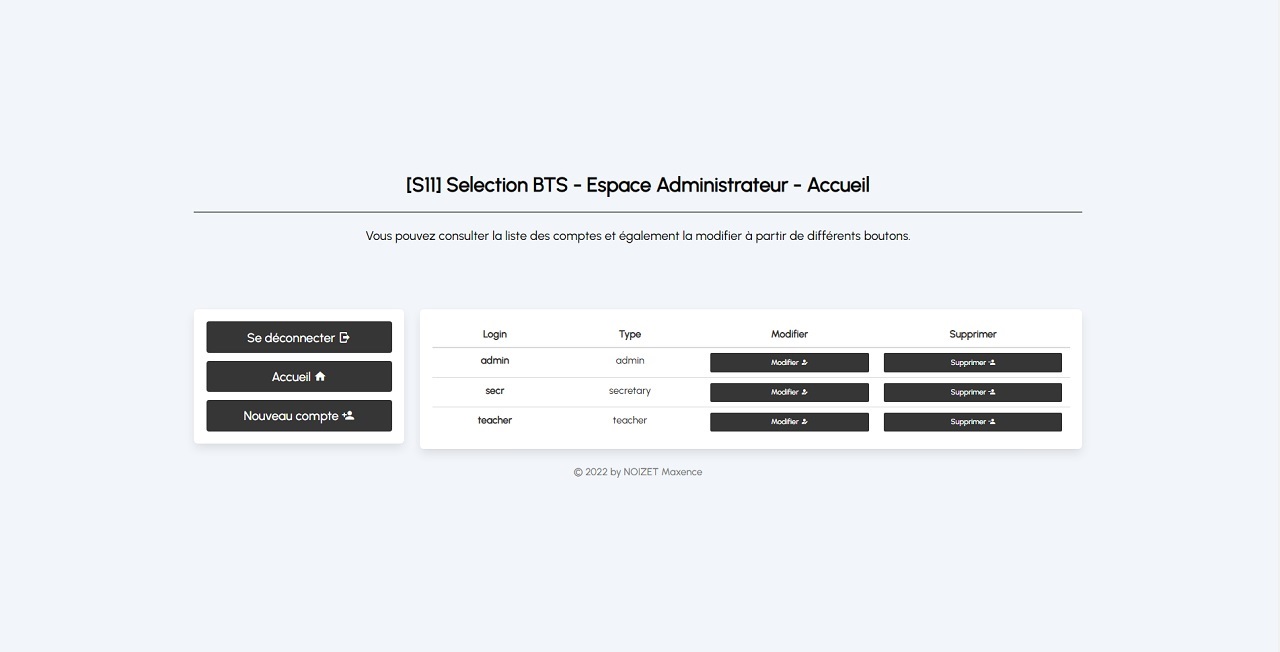 [S11] Selection BTS - Espace Administrateur - Accueil
Vous pouvez consulter la liste des comptes et également la modifier à partir de différents boutons.
Se déconnecter
Accueil
Nouveau compte
Login Type Modifier Supprimer
admin admin Modifier Supprimer
secr secretary Modifier Supprimer
teacher teacher Modifier Supprimer
© 2022 by NOIZET Maxence